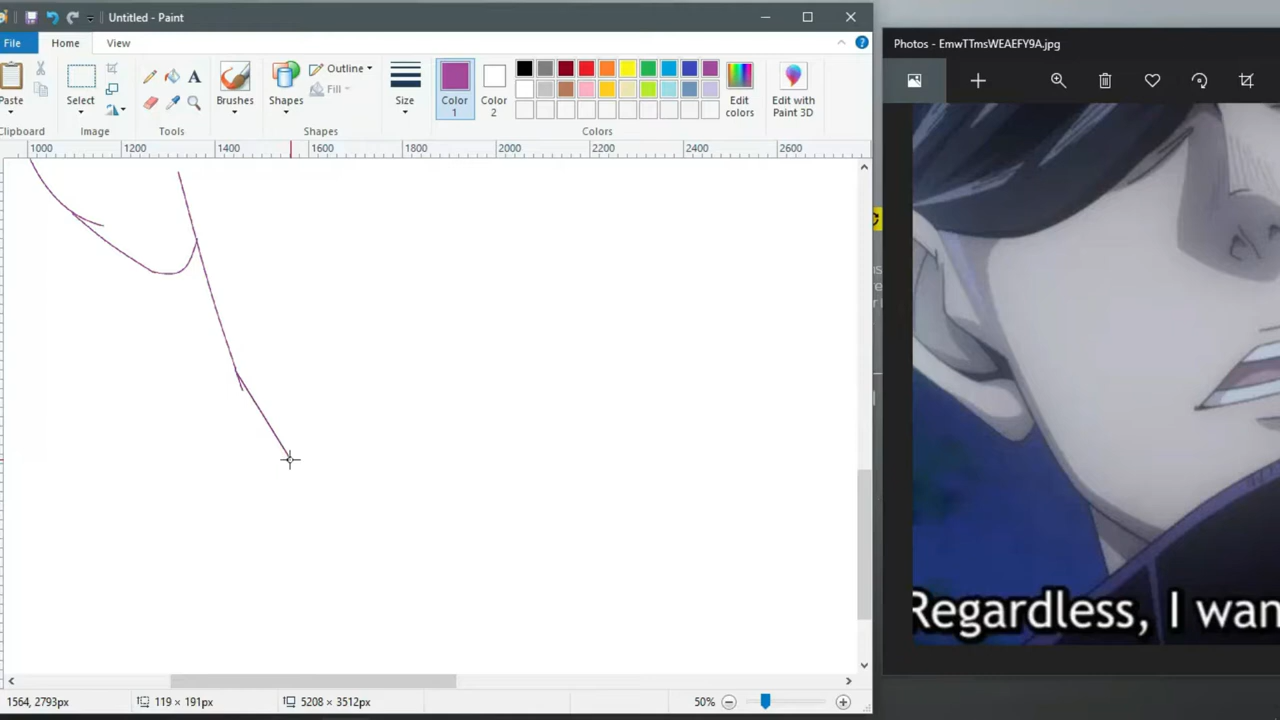 Untitled - Paint
File
Home
View
Paste
Select
Brushes
Shapes
Outline
Fill
Size
Color 1
Color 2
Edit colors
Edit with Paint 3D
Clipboard
Image
Tools
Shapes
Colors
1000 1200 1400 1600 1800 2000 2200 2400 2600
1564, 2793px
119 × 191px
5208 × 3512px
50%
Photos - EmwTTmsWEAEFY9A.jpg
Regardless, I wan